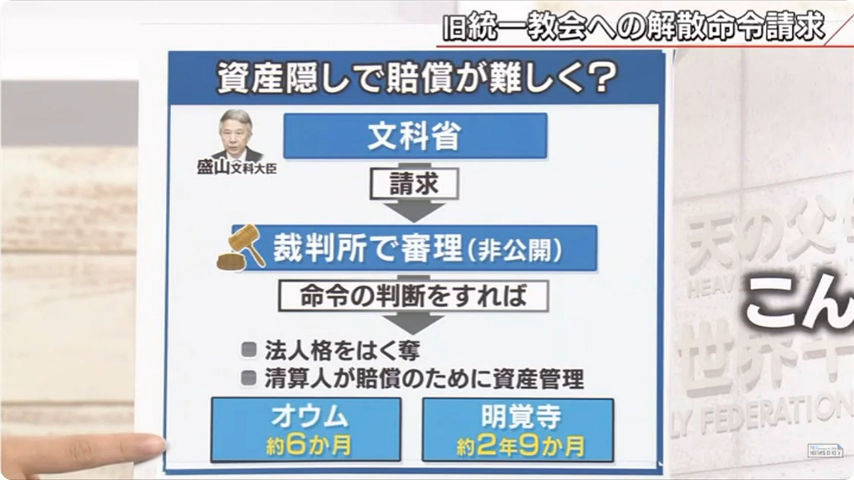 旧統一教会への解散命令請求
資産隠しで賠償が難しく？
盛山文科大臣
文科省
請求
裁判所で審理（非公開）
命令の判断をすれば
■ 法人格をはく奪
■ 清算人が賠償のために資産管理
オウム
約6か月
明覚寺
約2年9か月
天の父母
HEAVE
世界平
LY FEDERATION
こん